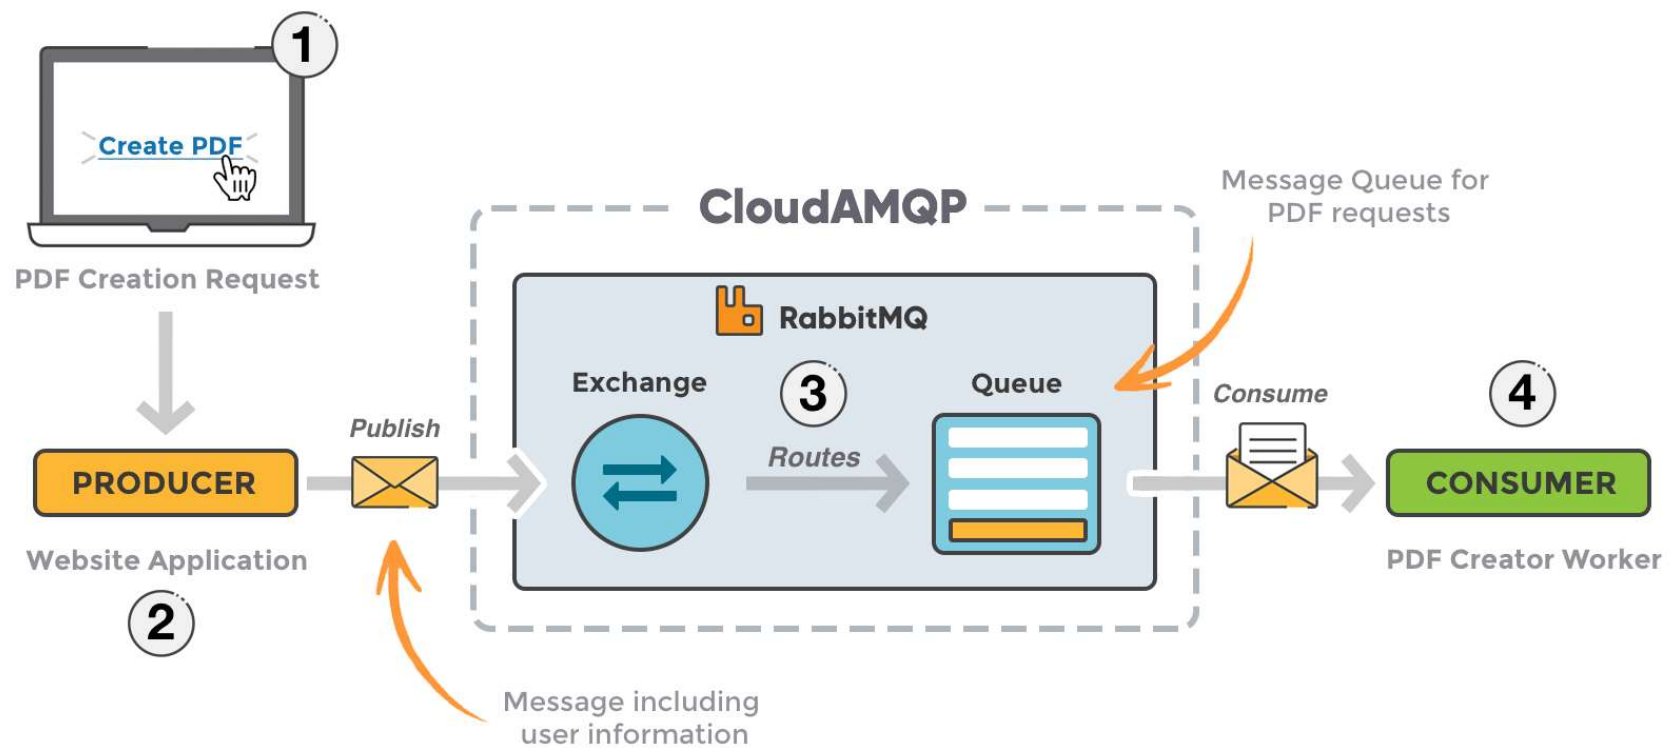 1
Create PDF
PDF Creation Request
PRODUCER
Website Application
2
Publish
Message including
user information
CloudAMQP
RabbitMQ
Exchange
3
Routes
Queue
Message Queue for
PDF requests
Consume
4
CONSUMER
PDF Creator Worker